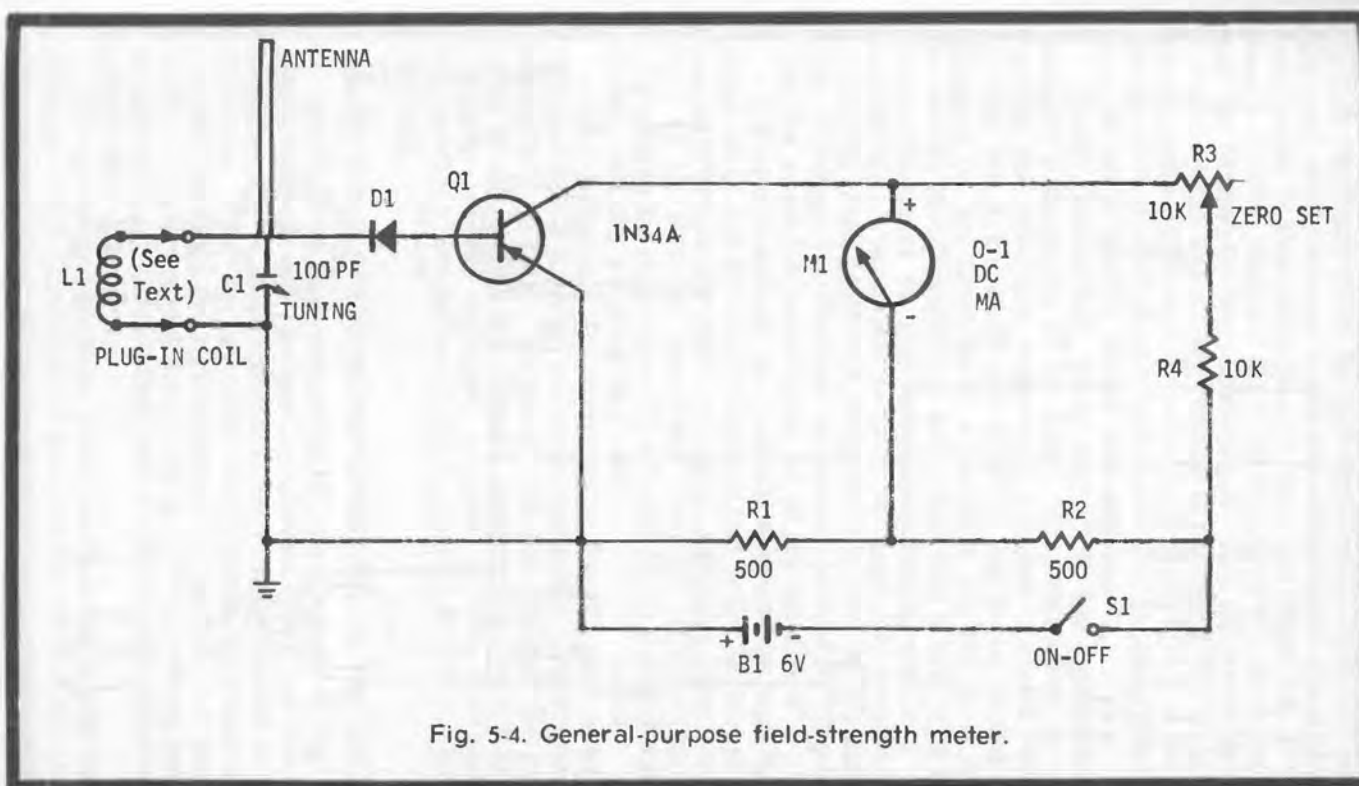 ANTENNA
D1
Q1
1N34A
R3
10K
ZERO SET
+
M1
0-1
DC
MA
-
L1
(See
Text)
C1
100 PF
TUNING
PLUG-IN COIL
R4
10K
R1
500
R2
500
S1
ON-OFF
+
-
B1 6V
Fig. 5-4. General-purpose field-strength meter.